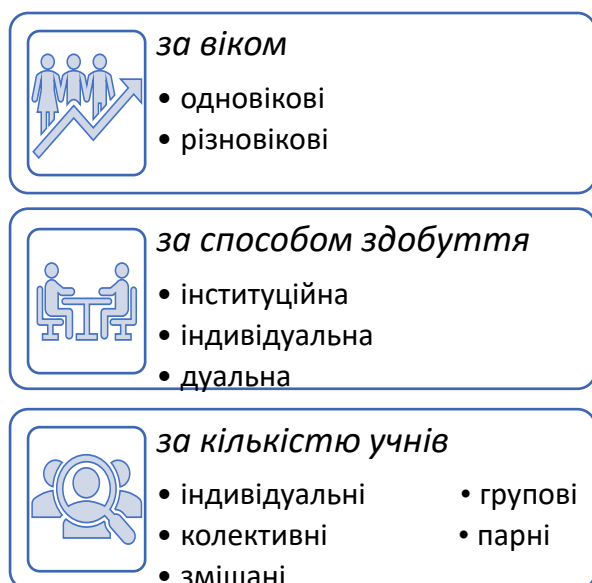 за віком
• одновікові
• різновікові
за способом здобуття
• інституційна
• індивідуальна
• дуальна
за кількістю учнів
• індивідуальні • групові
• колективні • парні
• змішані